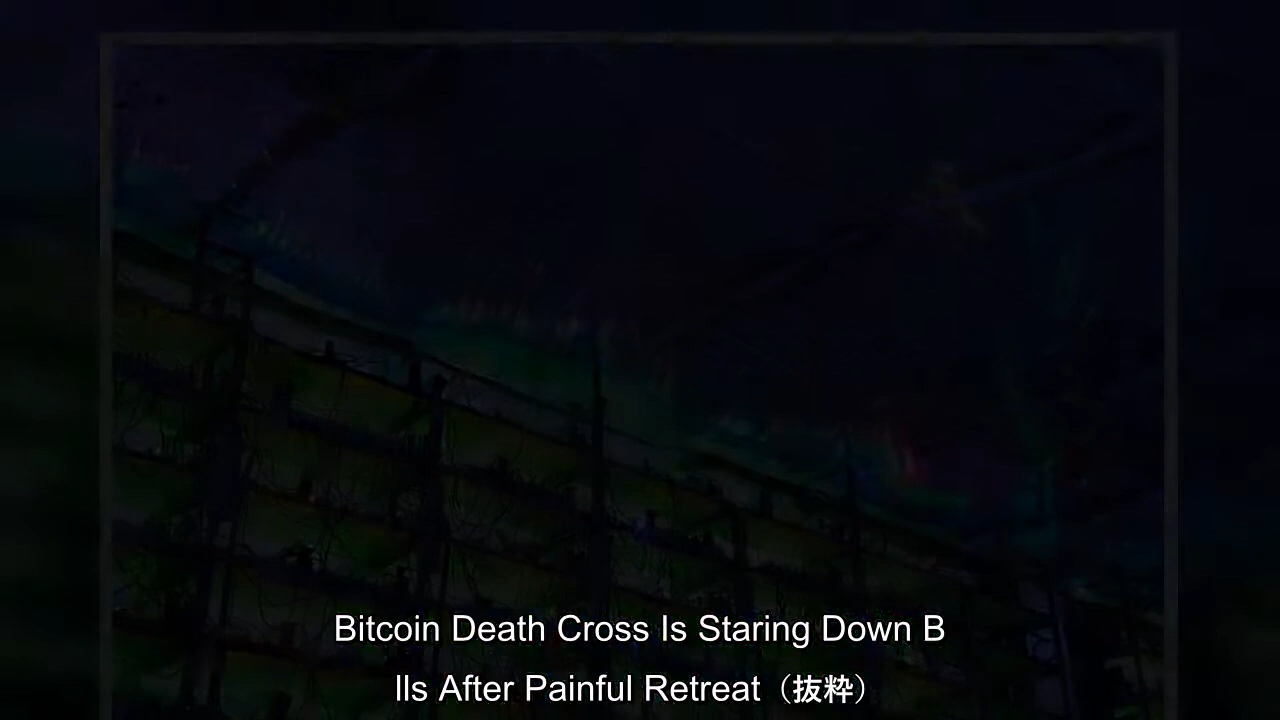 Bitcoin Death Cross Is Staring Down B
lls After Painful Retreat（抜粋）